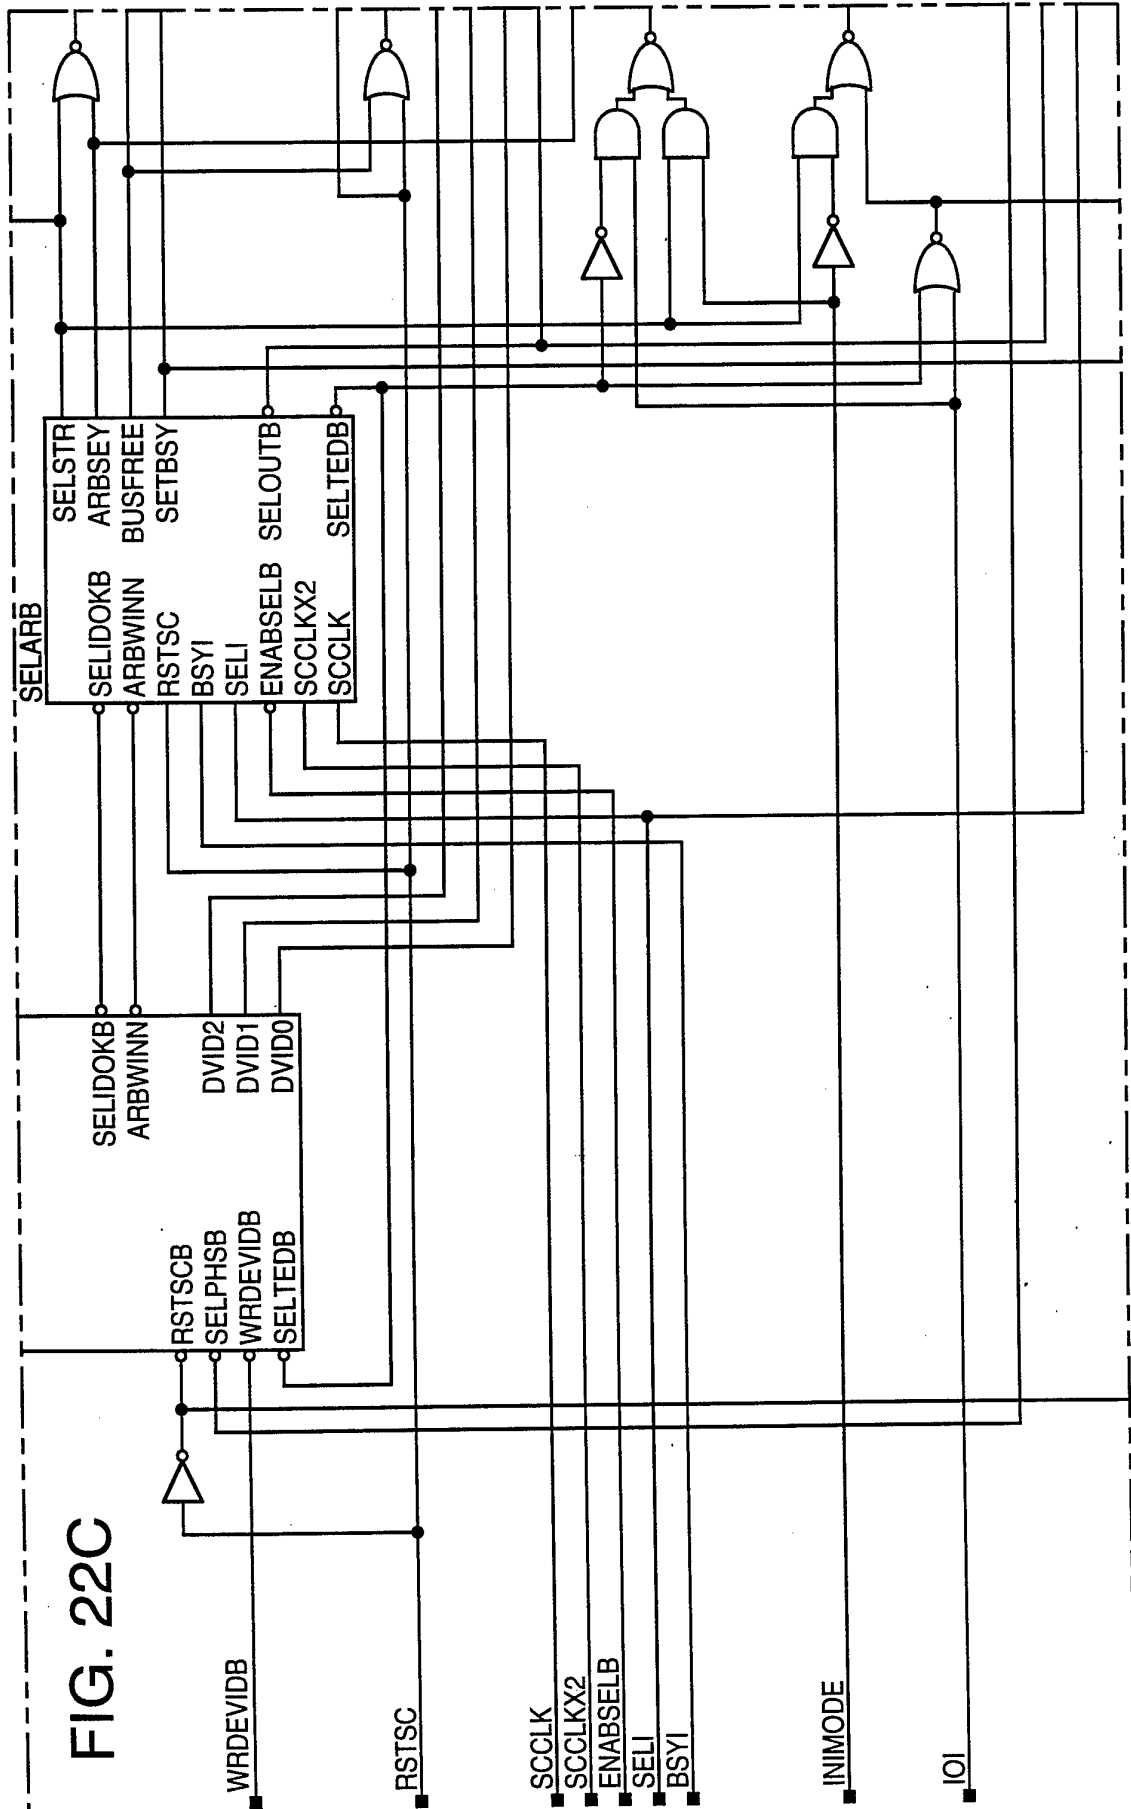 FIG. 22C
WRDEVIDB
RSTSC
SCCLK
SCCLKX2
ENABSELB
SELI
BSYI
INIMODE
IOI
RSTSCB
SELPHSB
WRDEVIDB
SELTEDB
SELIDOKB
ARBWINN
DVID2
DVID1
DVID0
SELARB
SELIDOKB
ARBWINN
RSTSC
BSYI
SELI
ENABSELB
SCCLKX2
SCCLK
SELSTR
ARBSEY
BUSFREE
SETBSY
SELOUTB
SELTEDB